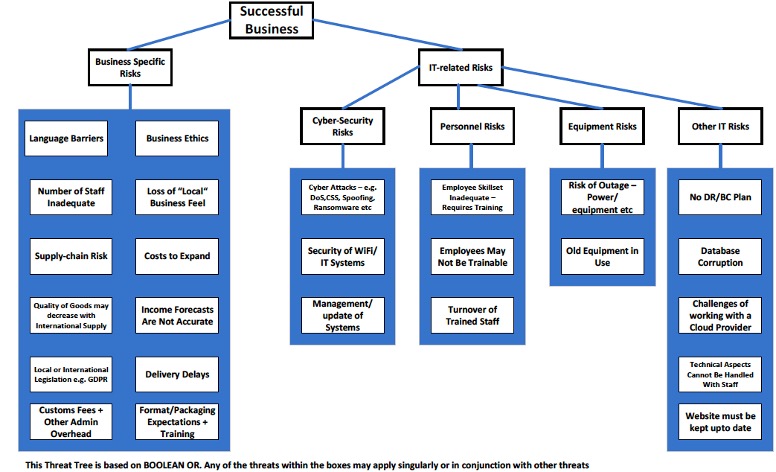 Successful
Business
Business Specific
Risks
IT-related Risks
Cyber-Security
Risks
Personnel Risks
Equipment Risks
Other IT Risks
Language Barriers
Business Ethics
Number of Staff
Inadequate
Loss of “Local“
Business Feel
Supply-chain Risk
Costs to Expand
Quality of Goods may
decrease with
International Supply
Income Forecasts
Are Not Accurate
Local or International
Legislation e.g. GDPR
Delivery Delays
Customs Fees +
Other Admin
Overhead
Format/Packaging
Expectations +
Training
Cyber Attacks – e.g.
DoS,CSS, Spoofing,
Ransomware etc
Security of WiFi/
IT Systems
Management/
update of
Systems
Employee Skillset
Inadequate –
Requires Training
Employees May
Not Be Trainable
Turnover of
Trained Staff
Risk of Outage –
Power/
equipment etc
Old Equipment in
Use
No DR/BC Plan
Database
Corruption
Challenges of
working with a
Cloud Provider
Technical Aspects
Cannot Be Handled
With Staff
Website must be
kept upto date
This Threat Tree is based on BOOLEAN OR. Any of the threats within the boxes may apply singularly or in conjunction with other threats